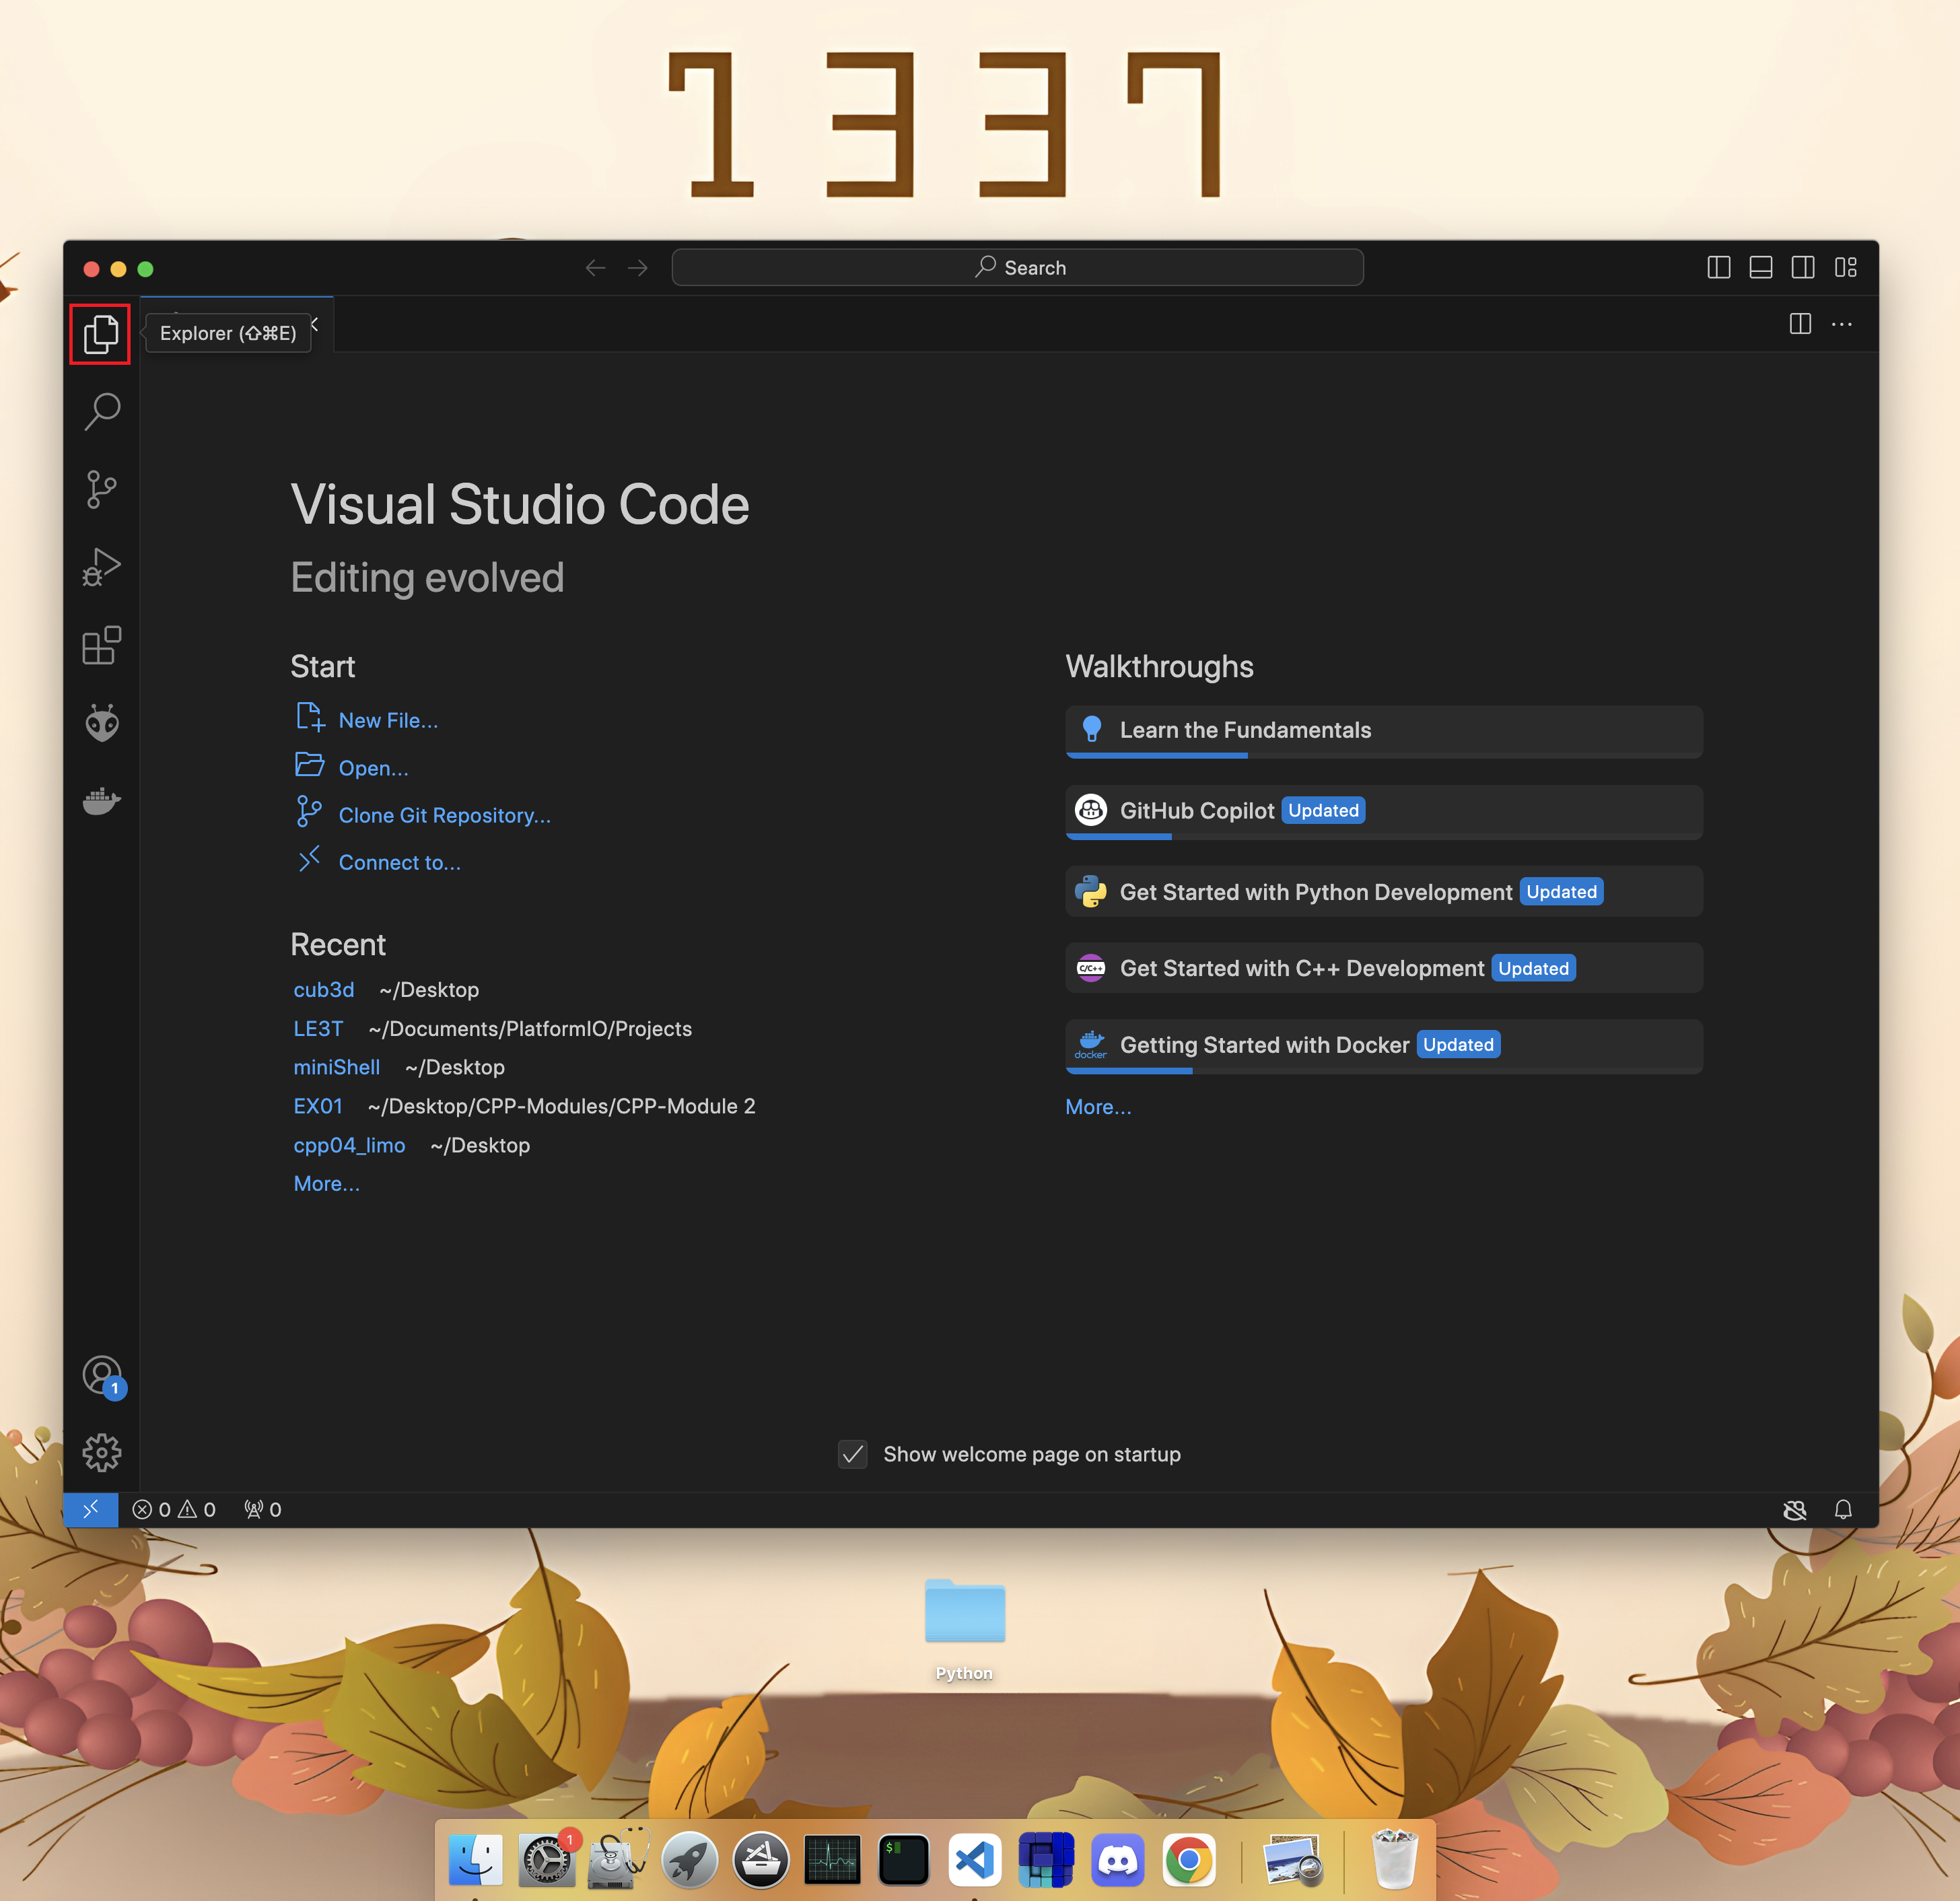 1337
Search
Explorer (⇧⌘E)
Visual Studio Code
Editing evolved
Start
New File...
Open...
Clone Git Repository...
Connect to...
Recent
cub3d ~/Desktop
LE3T ~/Documents/PlatformIO/Projects
miniShell ~/Desktop
EX01 ~/Desktop/CPP-Modules/CPP-Module 2
cpp04_limo ~/Desktop
More...
Walkthroughs
Learn the Fundamentals
GitHub Copilot Updated
Get Started with Python Development Updated
C/C++ Get Started with C++ Development Updated
docker Getting Started with Docker Updated
More...
1
Show welcome page on startup
0 0 0
Python
1
$